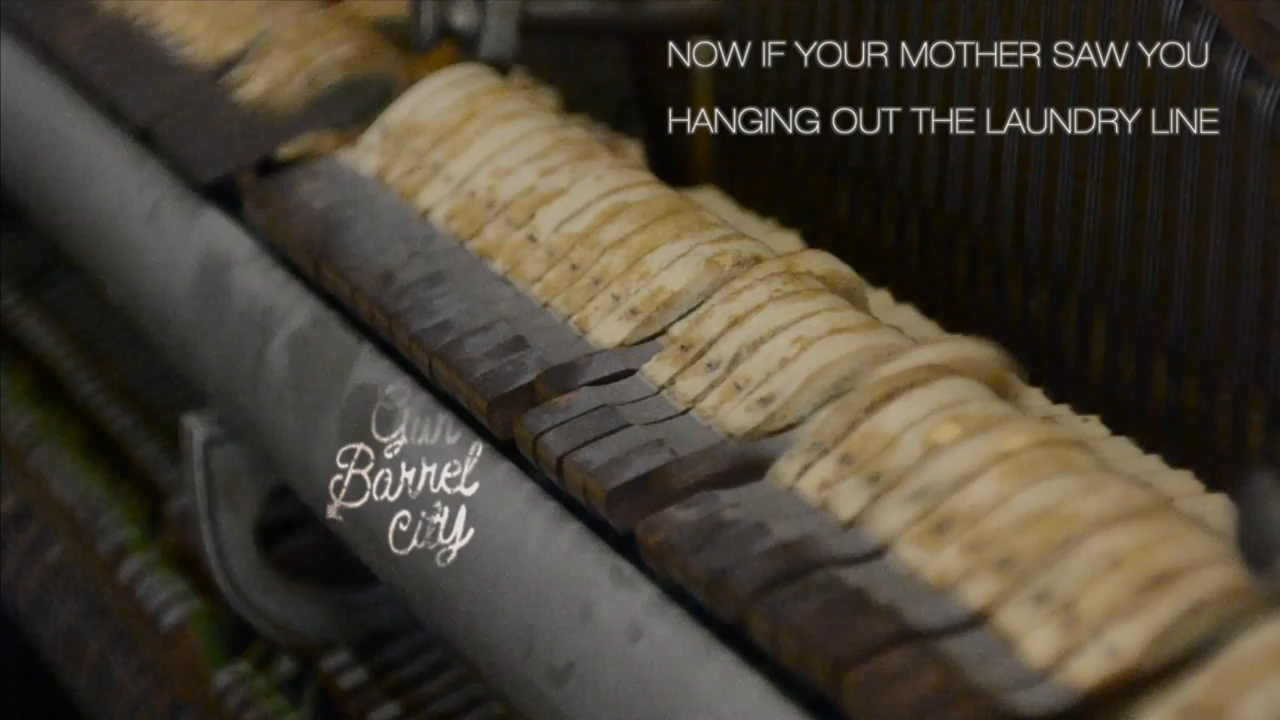 NOW IF YOUR MOTHER SAW YOU
HANGING OUT THE LAUNDRY LINE
Gun
Barrel
City